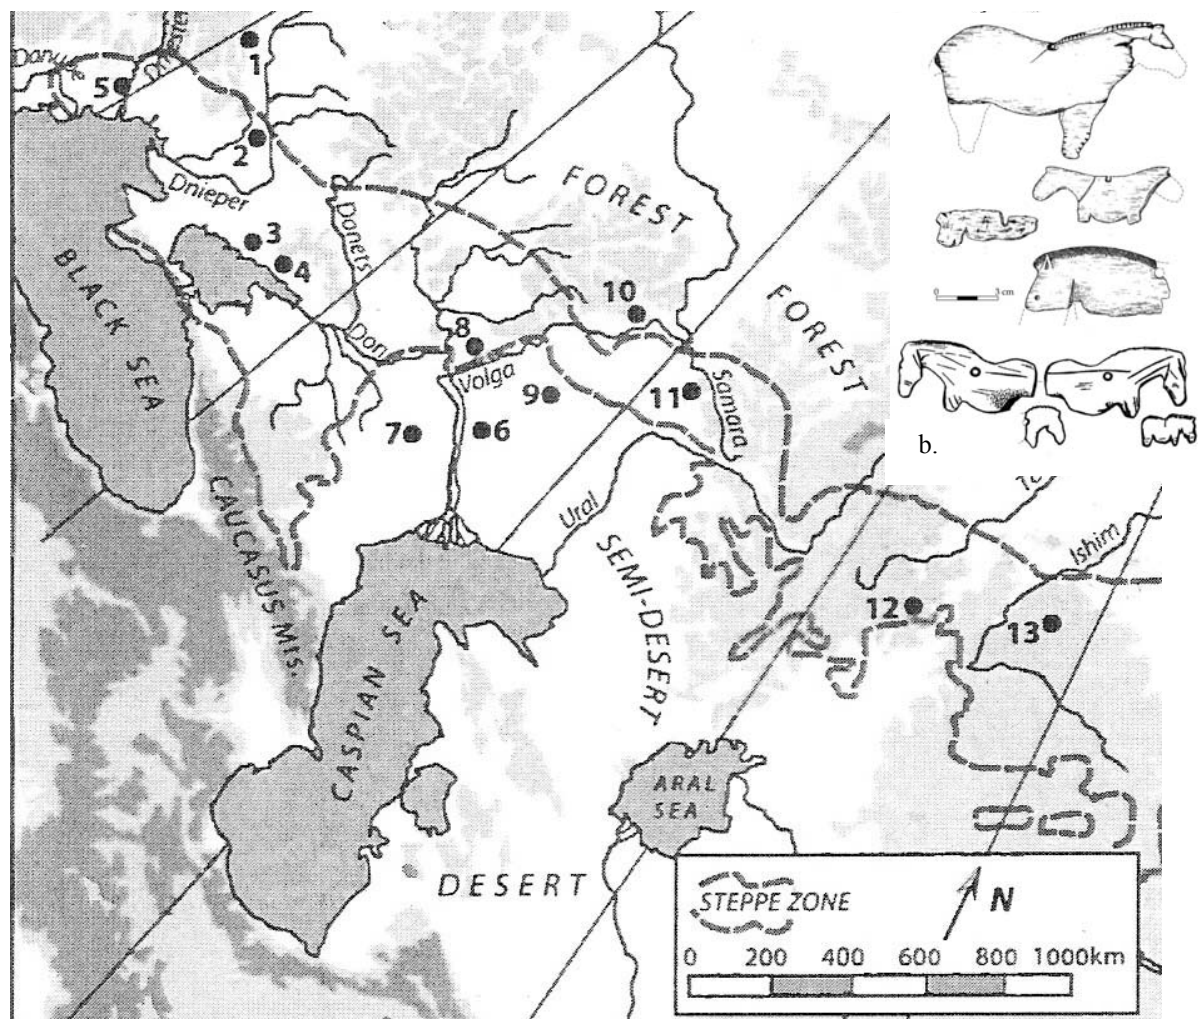 Danube
Dniester
1
5
2
Dnieper
Donets
3
4
BLACK SEA
FOREST
10
Don
8
Volga
9
7
6
11
Samara
FOREST
0 3 cm
b.
CAUCASUS MTS.
Ural
SEMI-DESERT
Ishim
12
13
CASPIAN SEA
ARAL
SEA
DESERT
STEPPE ZONE
N
0 200 400 600 800 1000km